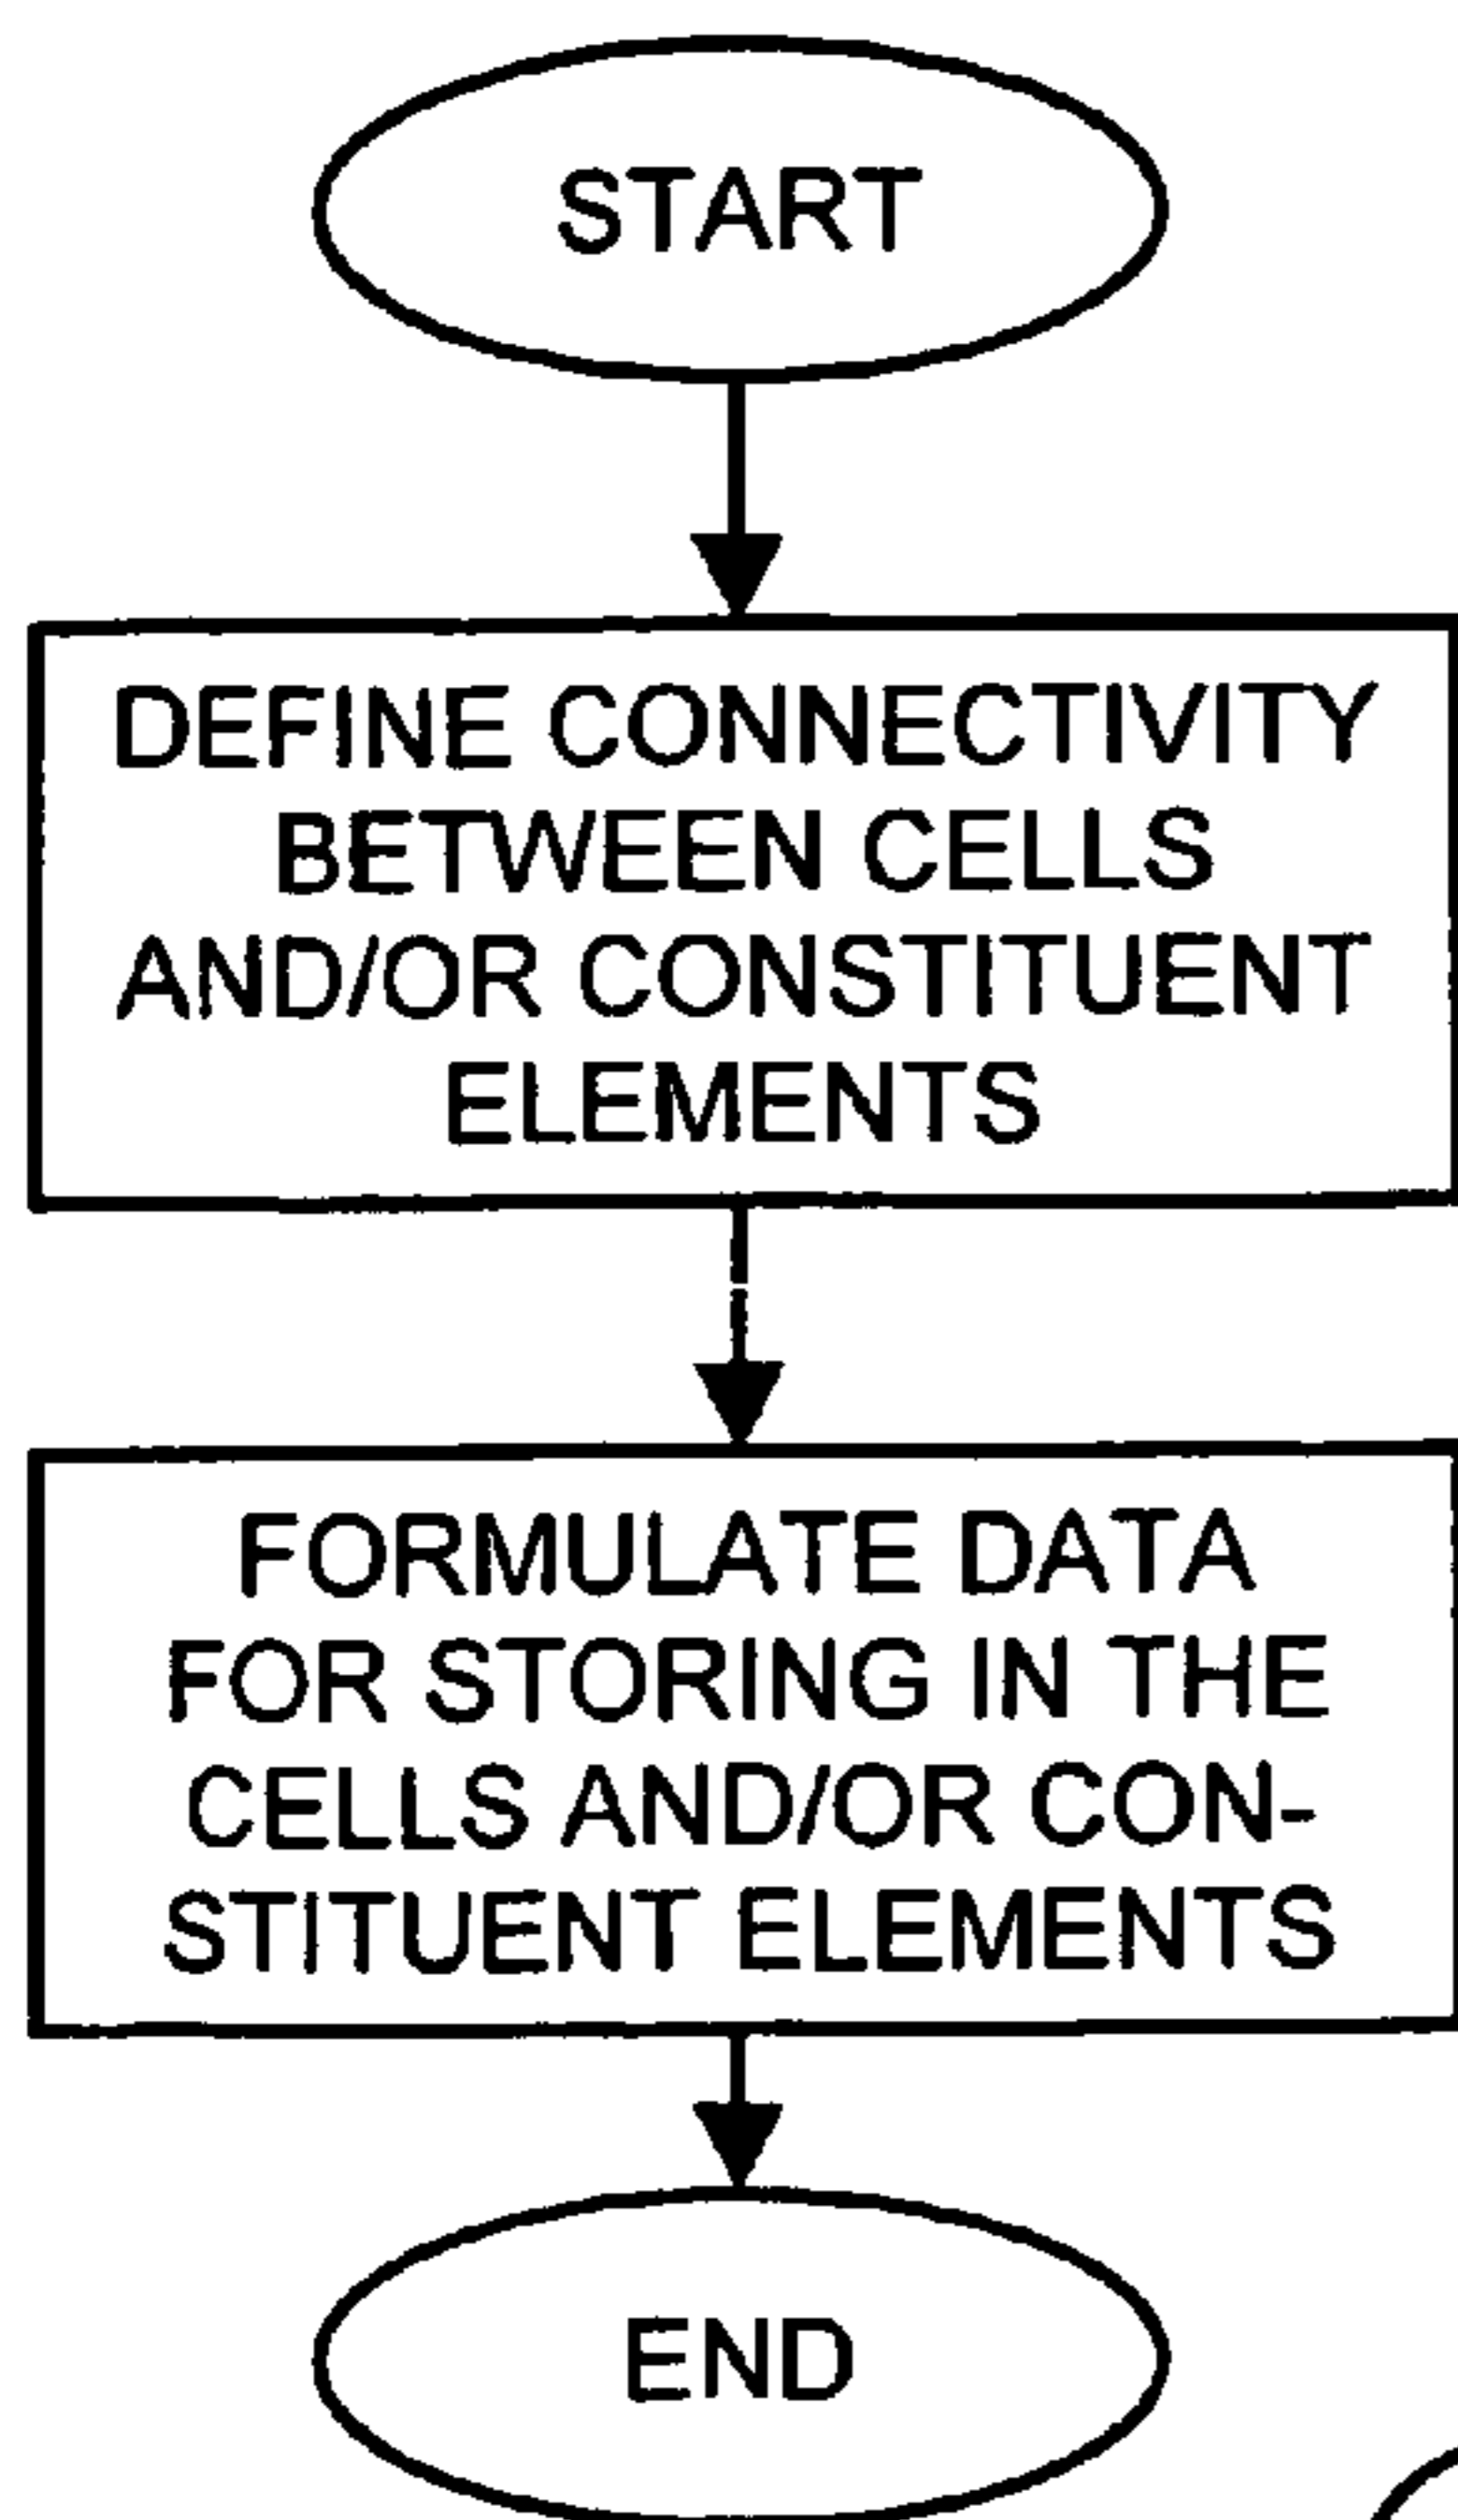 START
DEFINE CONNECTIVITY
BETWEEN CELLS
AND/OR CONSTITUENT
ELEMENTS
FORMULATE DATA
FOR STORING IN THE
CELLS AND/OR CON-
STITUENT ELEMENTS
END